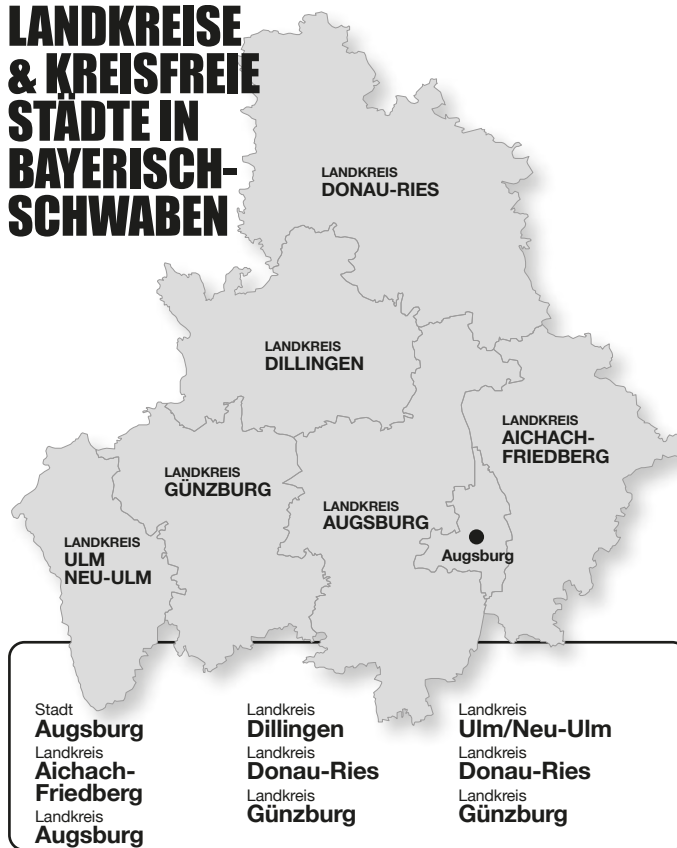 LANDKREISE
& KREISFREIE
STÄDTE IN
BAYERISCH-
SCHWABEN
LANDKREIS
DONAU-RIES
LANDKREIS
DILLINGEN
LANDKREIS
AICHACH-
FRIEDBERG
LANDKREIS
GÜNZBURG
LANDKREIS
AUGSBURG
LANDKREIS
ULM
NEU-ULM
Augsburg
Stadt
Augsburg
Landkreis
Aichach-
Friedberg
Landkreis
Augsburg
Landkreis
Dillingen
Landkreis
Donau-Ries
Landkreis
Günzburg
Landkreis
Ulm/Neu-Ulm
Landkreis
Donau-Ries
Landkreis
Günzburg